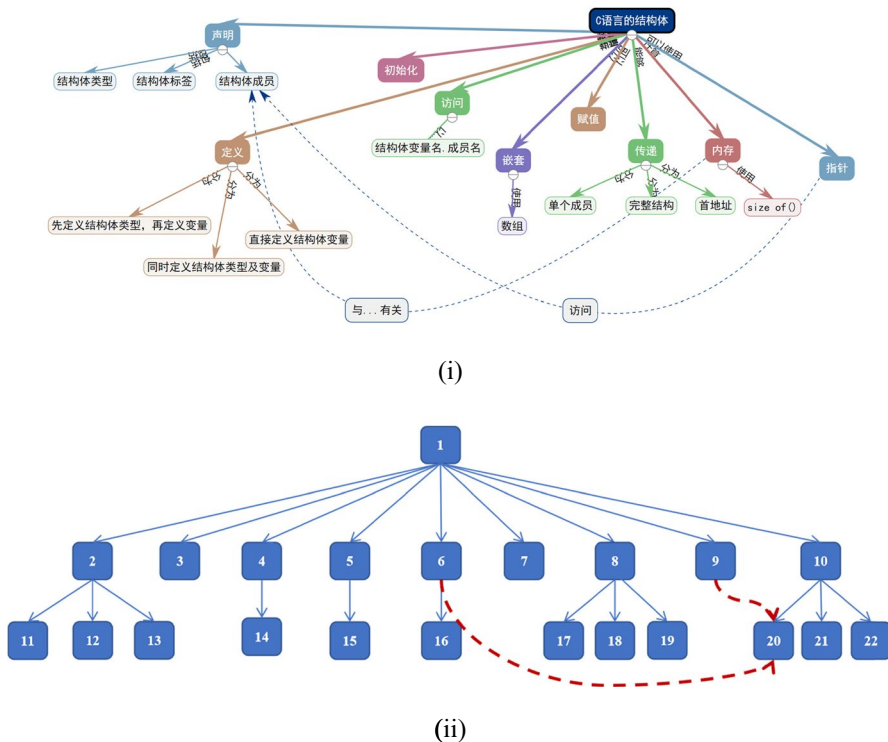 C语言的结构体
声明
结构体类型
结构体标签
结构体成员
初始化
访问
以
结构体变量名.成员名
赋值
可以使用
能够
定义
分为
分为
分为
先定义结构体类型，再定义变量
同时定义结构体类型及变量
直接定义结构体变量
嵌套
使用
数组
传递
分为
分为
分为
单个成员
完整结构
首地址
内存
使用
size of()
指针
与...有关
访问
(i)
1
2
3
4
5
6
7
8
9
10
11
12
13
14
15
16
17
18
19
20
21
22
(ii)